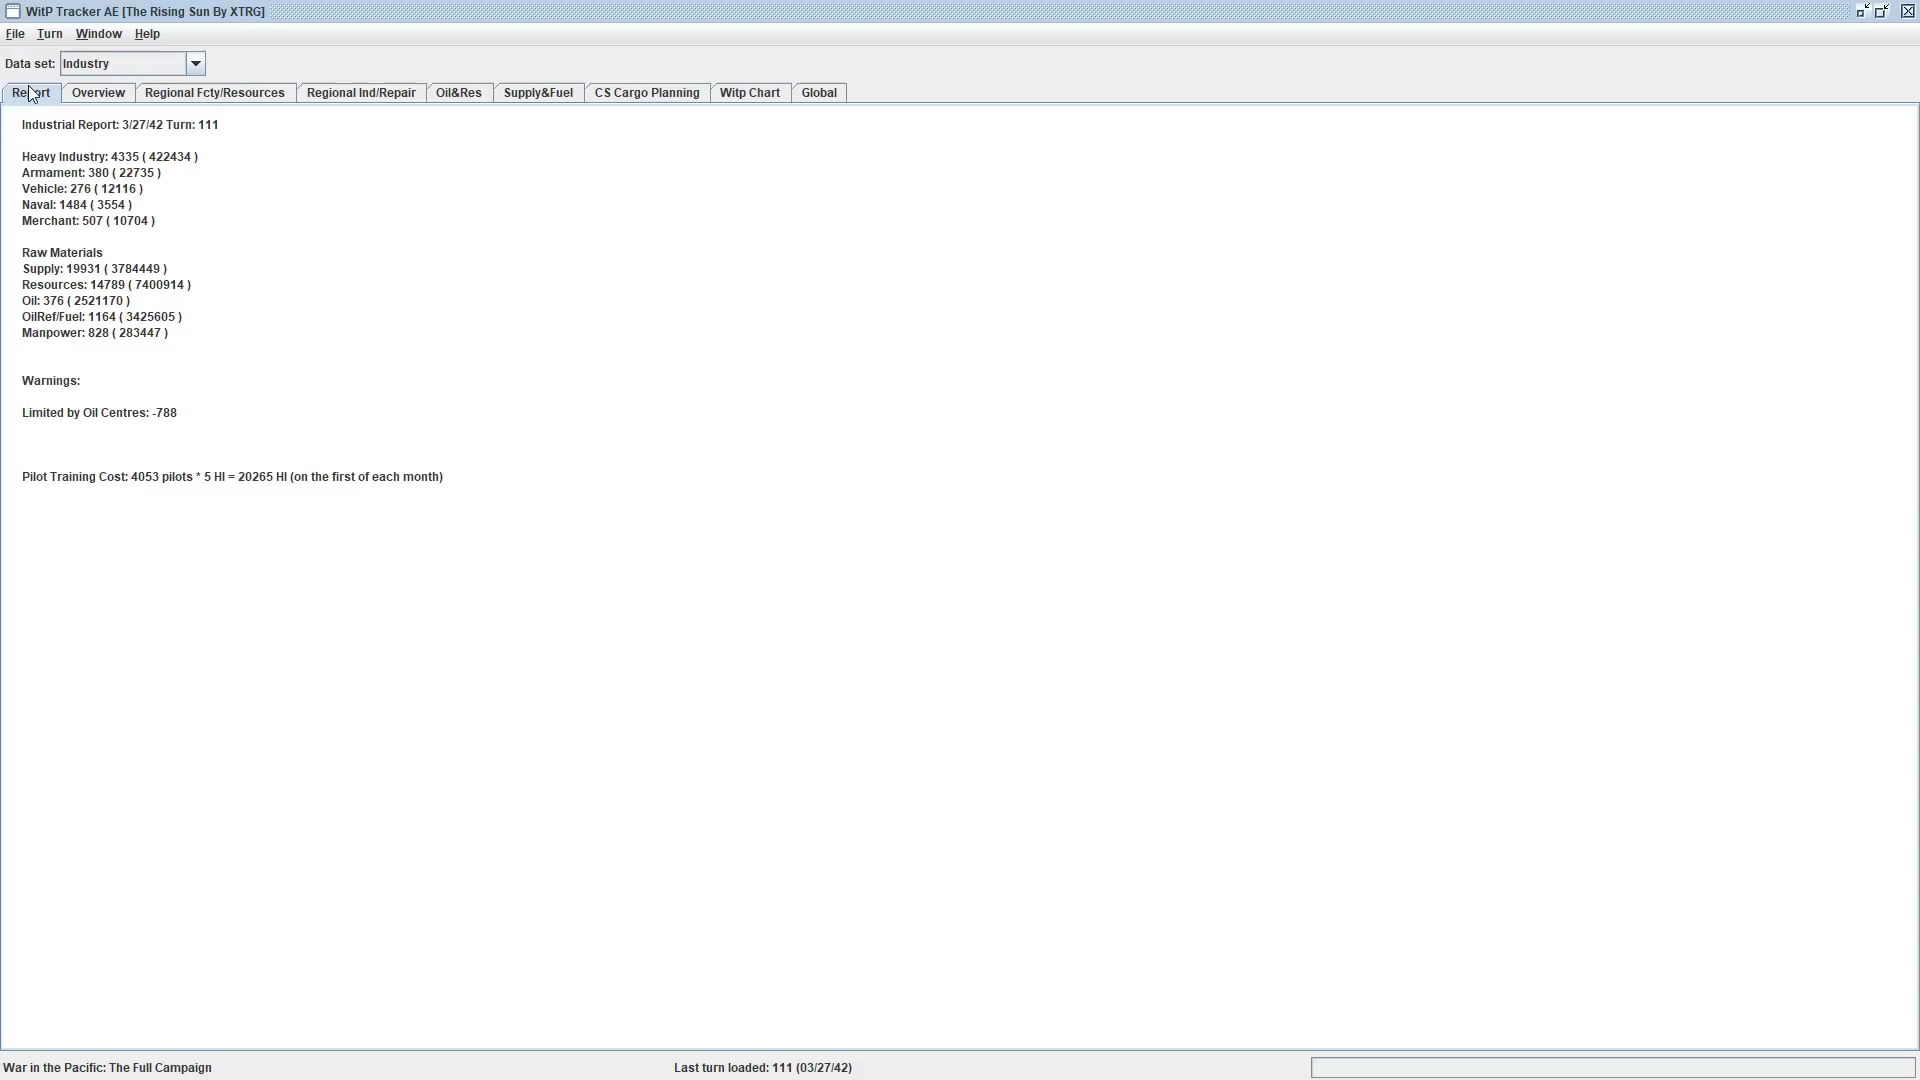 WitP Tracker AE [The Rising Sun By XTRG]
File Turn Window Help
Data set: Industry
Report Overview Regional Fcty/Resources Regional Ind/Repair Oil&Res Supply&Fuel CS Cargo Planning Witp Chart Global
Industrial Report: 3/27/42 Turn: 111
Heavy Industry: 4335 ( 422434 )
Armament: 380 ( 22735 )
Vehicle: 276 ( 12116 )
Naval: 1484 ( 3554 )
Merchant: 507 ( 10704 )
Raw Materials
Supply: 19931 ( 3784449 )
Resources: 14789 ( 7400914 )
Oil: 376 ( 2521170 )
OilRef/Fuel: 1164 ( 3425605 )
Manpower: 828 ( 283447 )
Warnings:
Limited by Oil Centres: -788
Pilot Training Cost: 4053 pilots * 5 HI = 20265 HI (on the first of each month)
War in the Pacific: The Full Campaign Last turn loaded: 111 (03/27/42)